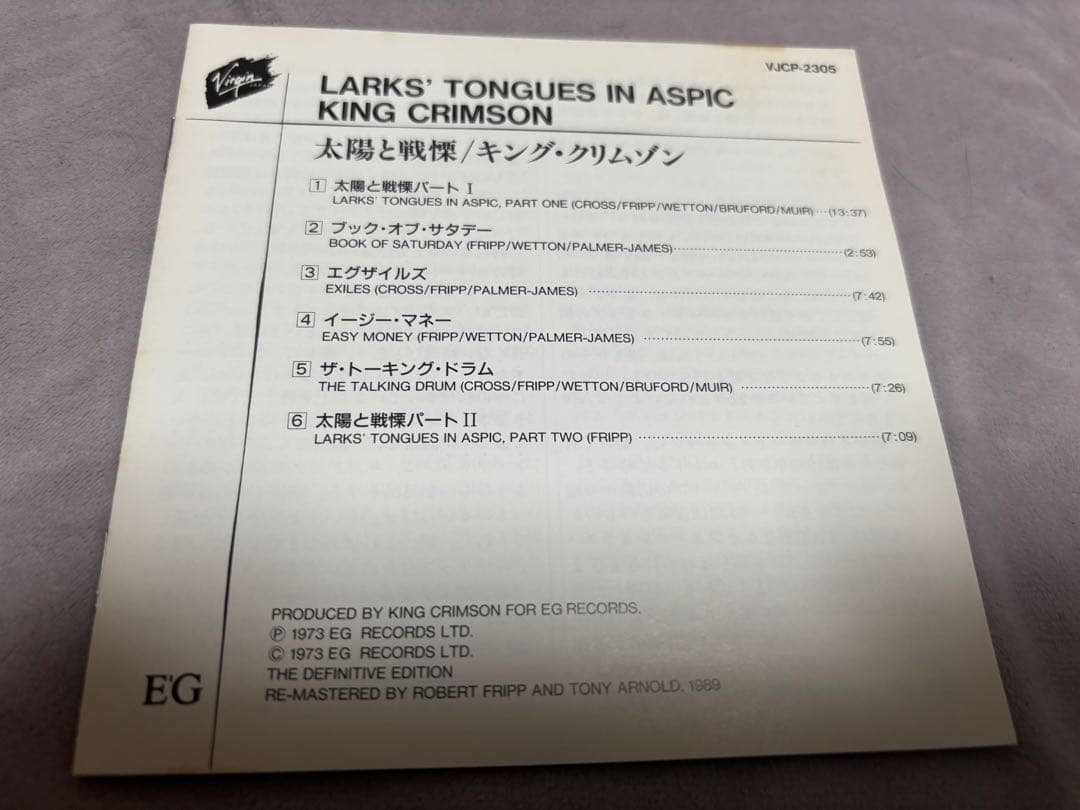 Virgin
VJCP-2305
LARKS' TONGUES IN ASPIC
KING CRIMSON
太陽と戦慄/キング・クリムゾン
1 太陽と戦慄パート I
LARKS' TONGUES IN ASPIC, PART ONE (CROSS/FRIPP/WETTON/BRUFORD/MUIR) … (13:37)
2 ブック・オブ・サタデー
BOOK OF SATURDAY (FRIPP/WETTON/PALMER-JAMES)………………………(2:53)
3 エグザイルズ
EXILES (CROSS/FRIPP/PALMER-JAMES) ………………………………………(7:42)
4 イージー・マネー
EASY MONEY (FRIPP/WETTON/PALMER-JAMES) ………………………………(7:55)
5 ザ・トーキング・ドラム
THE TALKING DRUM (CROSS/FRIPP/WETTON/BRUFORD/MUIR) …………………(7:26)
6 太陽と戦慄パート II
LARKS' TONGUES IN ASPIC, PART TWO (FRIPP) …………………………………(7:09)
PRODUCED BY KING CRIMSON FOR EG RECORDS.
Ⓟ 1973 EG RECORDS LTD.
© 1973 EG RECORDS LTD.
THE DEFINITIVE EDITION
RE-MASTERED BY ROBERT FRIPP AND TONY ARNOLD. 1989
E'G